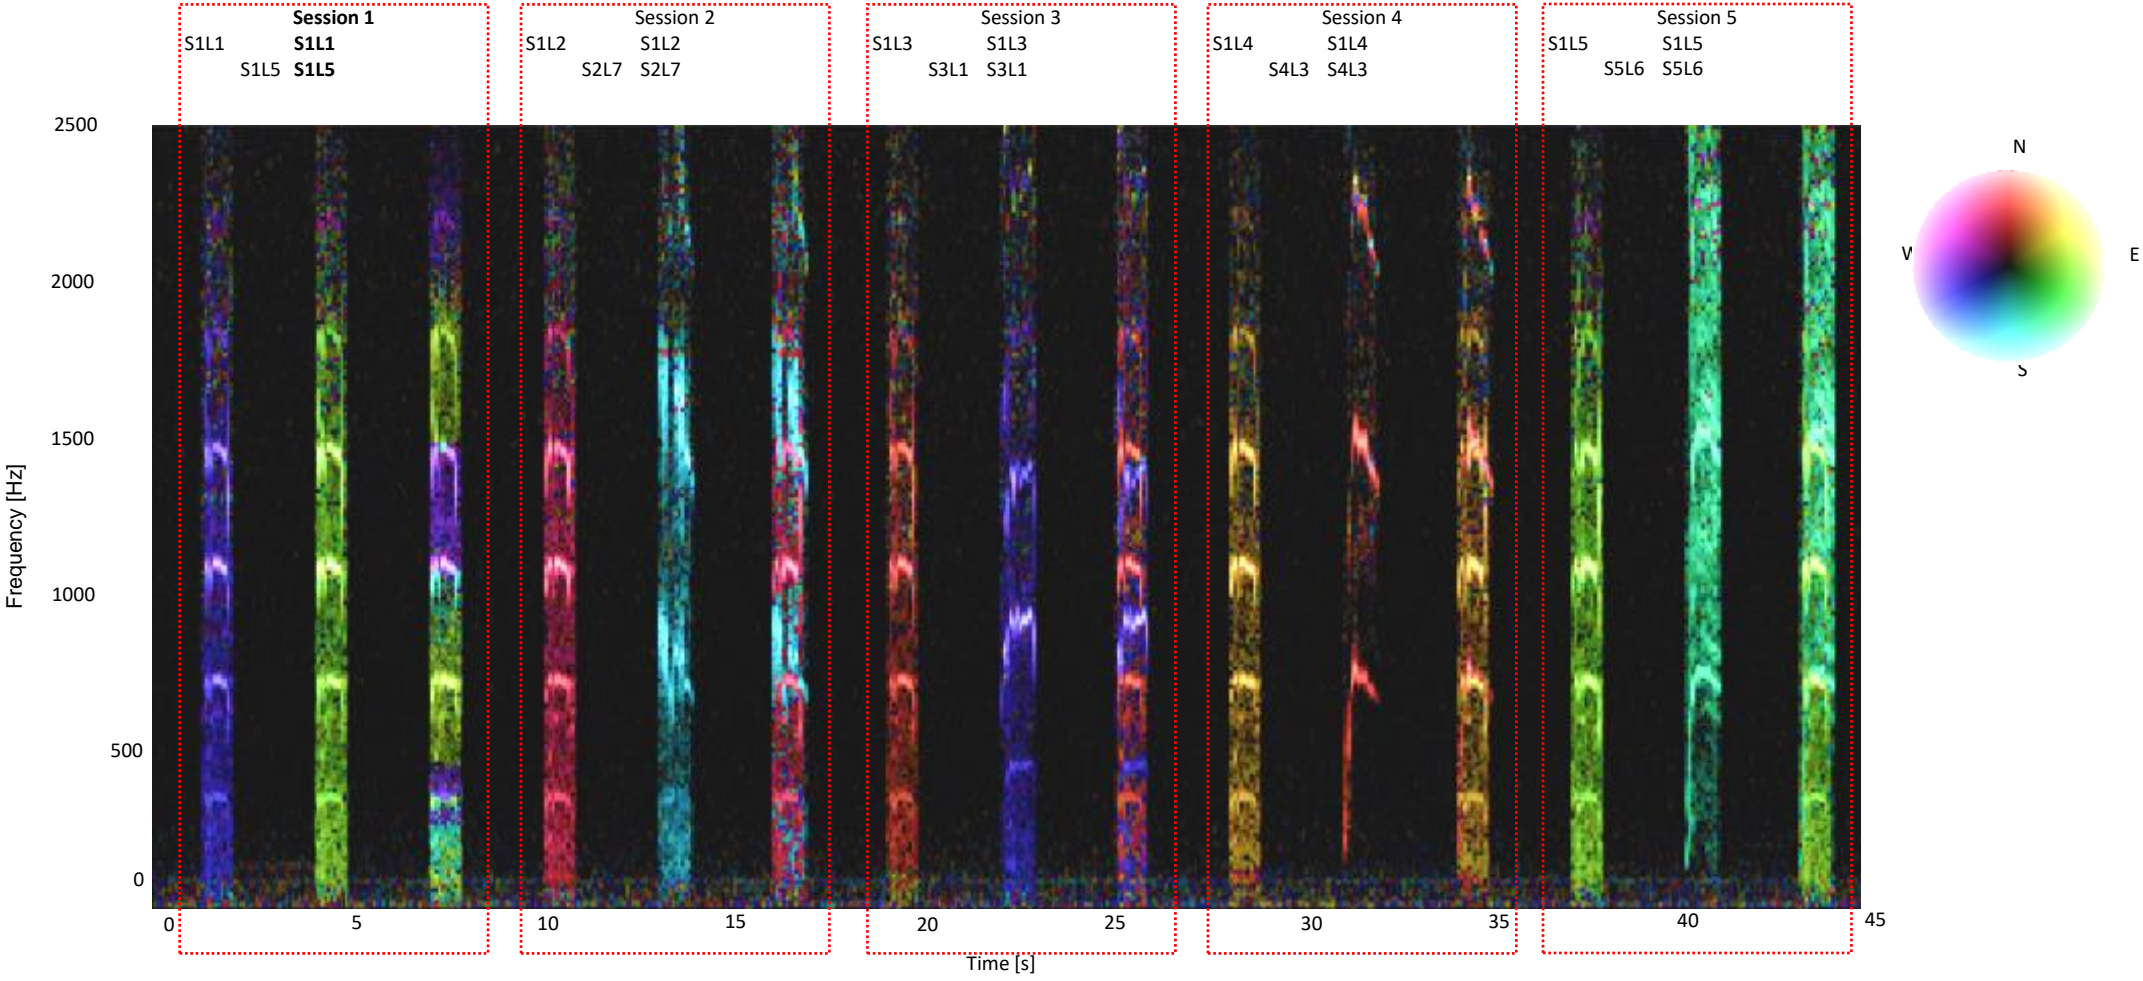 Session 1 Session 2 Session 3 Session 4 Session 5
S1L1 S1L1 S1L2 S1L2 S1L3 S1L3 S1L4 S1L4 S1L5 S1L5
S1L5 S1L5 S2L7 S2L7 S3L1 S3L1 S4L3 S4L3 S5L6 S5L6
2500
2000
1500
1000
500
0
Frequency [Hz]
0 5 10 15 20 25 30 35 40 45
Time [s]
N
W E
S